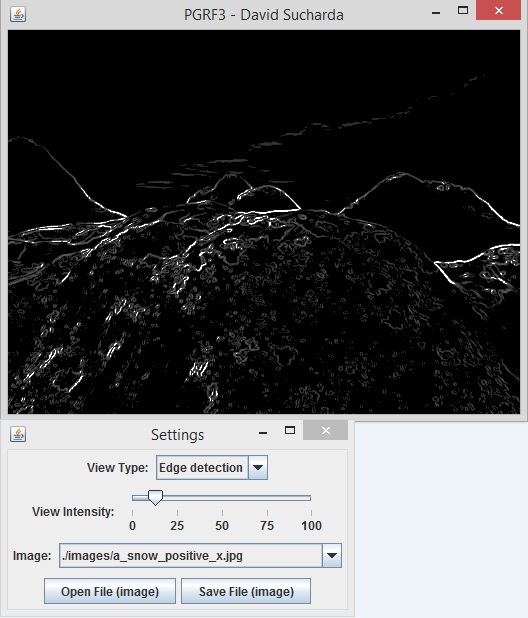 PGRF3 - David Sucharda
Settings
View Type: Edge detection
View Intensity:
0 25 50 75 100
Image: ./images/a_snow_positive_x.jpg
Open File (image) Save File (image)